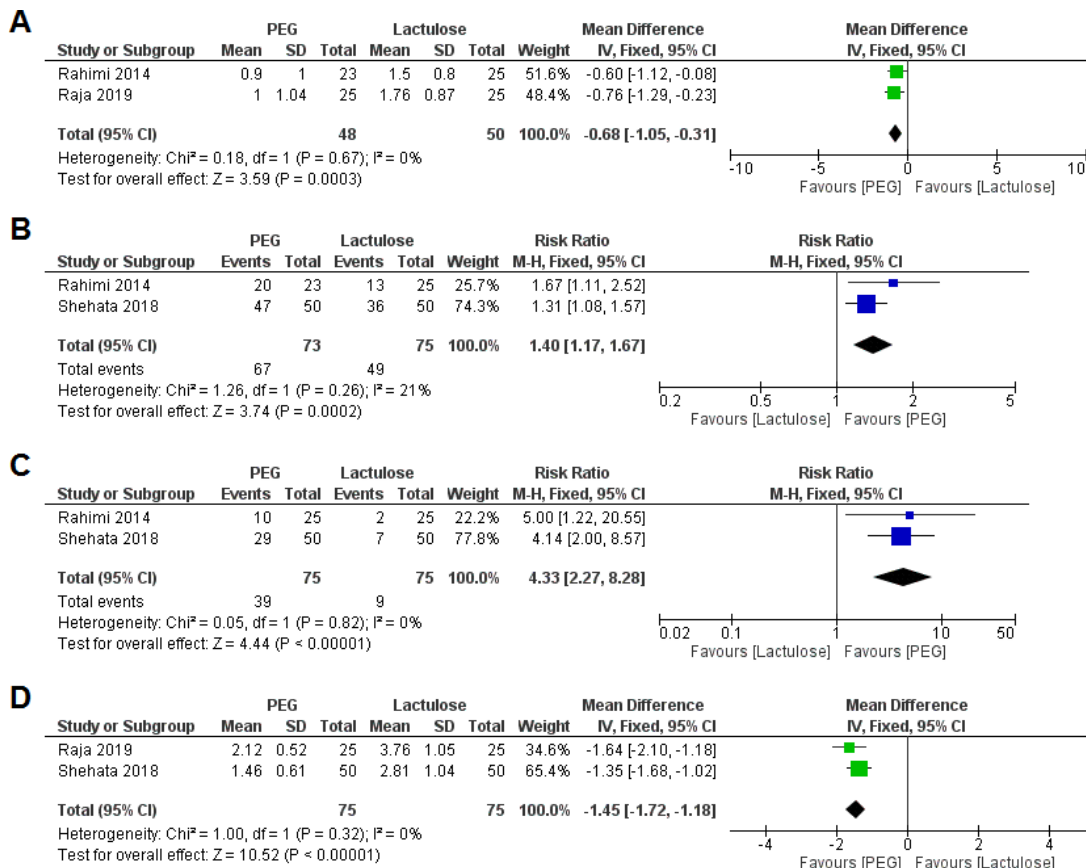 A
PEG Lactulose Mean Difference Mean Difference
Study or Subgroup Mean SD Total Mean SD Total Weight IV, Fixed, 95% CI IV, Fixed, 95% CI
Rahimi 2014 0.9 1 23 1.5 0.8 25 51.6% -0.60 [-1.12, -0.08]
Raja 2019 1 1.04 25 1.76 0.87 25 48.4% -0.76 [-1.29, -0.23]
Total (95% CI) 48 50 100.0% -0.68 [-1.05, -0.31]
Heterogeneity: Chi² = 0.18, df = 1 (P = 0.67); I² = 0%
Test for overall effect: Z = 3.59 (P = 0.0003)
-10 -5 0 5 10
Favours [PEG] Favours [Lactulose]
B
PEG Lactulose Risk Ratio Risk Ratio
Study or Subgroup Events Total Events Total Weight M-H, Fixed, 95% CI M-H, Fixed, 95% CI
Rahimi 2014 20 23 13 25 25.7% 1.67 [1.11, 2.52]
Shehata 2018 47 50 36 50 74.3% 1.31 [1.08, 1.57]
Total (95% CI) 73 75 100.0% 1.40 [1.17, 1.67]
Total events 67 49
Heterogeneity: Chi² = 1.26, df = 1 (P = 0.26); I² = 21%
Test for overall effect: Z = 3.74 (P = 0.0002)
0.2 0.5 1 2 5
Favours [Lactulose] Favours [PEG]
C
PEG Lactulose Risk Ratio Risk Ratio
Study or Subgroup Events Total Events Total Weight M-H, Fixed, 95% CI M-H, Fixed, 95% CI
Rahimi 2014 10 25 2 25 22.2% 5.00 [1.22, 20.55]
Shehata 2018 29 50 7 50 77.8% 4.14 [2.00, 8.57]
Total (95% CI) 75 75 100.0% 4.33 [2.27, 8.28]
Total events 39 9
Heterogeneity: Chi² = 0.05, df = 1 (P = 0.82); I² = 0%
Test for overall effect: Z = 4.44 (P < 0.00001)
0.02 0.1 1 10 50
Favours [Lactulose] Favours [PEG]
D
PEG Lactulose Mean Difference Mean Difference
Study or Subgroup Mean SD Total Mean SD Total Weight IV, Fixed, 95% CI IV, Fixed, 95% CI
Raja 2019 2.12 0.52 25 3.76 1.05 25 34.6% -1.64 [-2.10, -1.18]
Shehata 2018 1.46 0.61 50 2.81 1.04 50 65.4% -1.35 [-1.68, -1.02]
Total (95% CI) 75 75 100.0% -1.45 [-1.72, -1.18]
Heterogeneity: Chi² = 1.00, df = 1 (P = 0.32); I² = 0%
Test for overall effect: Z = 10.52 (P < 0.00001)
-4 -2 0 2 4
Favours [PEG] Favours [Lactulose]